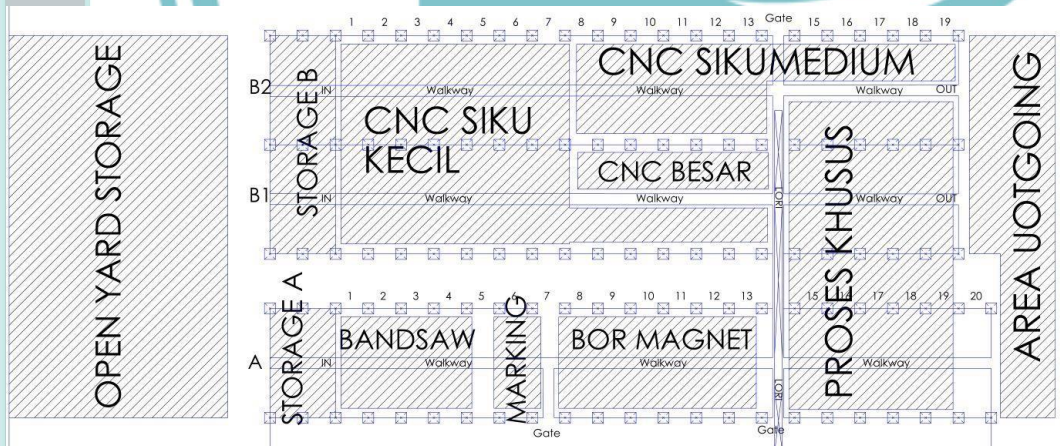 Gate
1 2 3 4 5 6 7 8 9 10 11 12 13 15 16 17 18 19
OPEN YARD STORAGE
STORAGE B
B2
IN
Walkway
CNC SIKU
KECIL
CNC SIKUMEDIUM
Walkway
Walkway
OUT
CNC BESAR
B1
IN
Walkway
Walkway
LORI
Walkway
OUT
PROSES KHUSUS
AREA UOTGOING
1 2 3 4 5 6 7 8 9 10 11 12 13 15 16 17 18 19 20
STORAGE A
A
IN
BANDSAW
Walkway
MARKING
BOR MAGNET
Walkway
LORI
Walkway
Gate
Gate